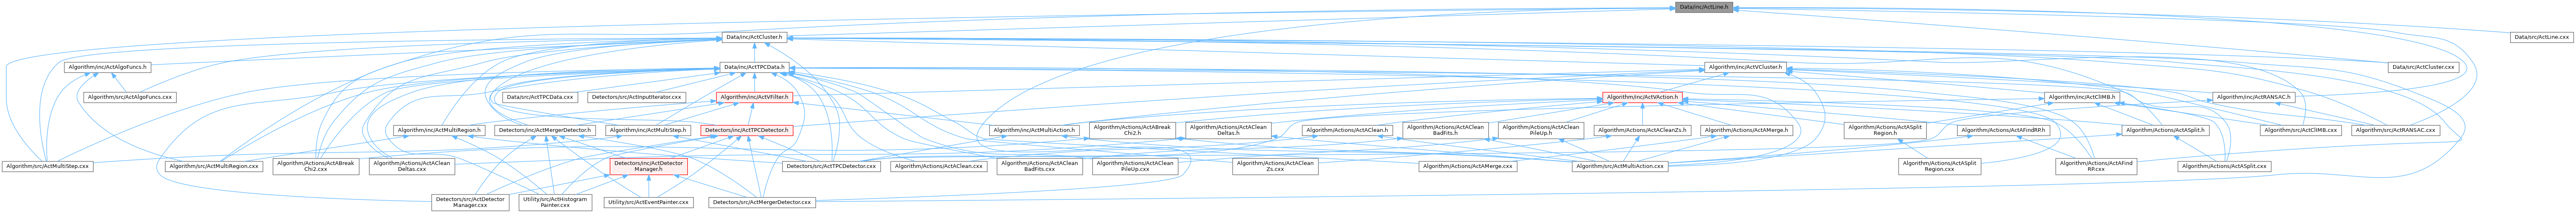 Data/inc/ActLine.h
Data/inc/ActCluster.h
Data/src/ActLine.cxx
Algorithm/inc/ActAlgoFuncs.h
Data/inc/ActTPCData.h
Algorithm/inc/ActVCluster.h
Data/src/ActCluster.cxx
Algorithm/src/ActAlgoFuncs.cxx
Data/src/ActTPCData.cxx
Detectors/src/ActInputIterator.cxx
Algorithm/inc/ActVFilter.h
Algorithm/inc/ActVAction.h
Algorithm/inc/ActCliMB.h
Algorithm/inc/ActRANSAC.h
Algorithm/inc/ActMultiRegion.h
Detectors/inc/ActMergerDetector.h
Algorithm/inc/ActMultiStep.h
Detectors/inc/ActTPCDetector.h
Algorithm/inc/ActMultiAction.h
Algorithm/Actions/ActABreak
Chi2.h
Algorithm/Actions/ActAClean
Deltas.h
Algorithm/Actions/ActAClean.h
Algorithm/Actions/ActAClean
BadFits.h
Algorithm/Actions/ActAClean
PileUp.h
Algorithm/Actions/ActACleanZs.h
Algorithm/Actions/ActAMerge.h
Algorithm/Actions/ActASplit
Region.h
Algorithm/Actions/ActAFindRP.h
Algorithm/Actions/ActASplit.h
Algorithm/src/ActCliMB.cxx
Algorithm/src/ActRANSAC.cxx
Algorithm/src/ActMultiStep.cxx
Algorithm/src/ActMultiRegion.cxx
Algorithm/Actions/ActABreak
Chi2.cxx
Algorithm/Actions/ActAClean
Deltas.cxx
Detectors/inc/ActDetector
Manager.h
Detectors/src/ActTPCDetector.cxx
Algorithm/Actions/ActAClean.cxx
Algorithm/Actions/ActAClean
BadFits.cxx
Algorithm/Actions/ActAClean
PileUp.cxx
Algorithm/Actions/ActAClean
Zs.cxx
Algorithm/Actions/ActAMerge.cxx
Algorithm/src/ActMultiAction.cxx
Algorithm/Actions/ActASplit
Region.cxx
Algorithm/Actions/ActAFind
RP.cxx
Algorithm/Actions/ActASplit.cxx
Detectors/src/ActDetector
Manager.cxx
Utility/src/ActHistogram
Painter.cxx
Utility/src/ActEventPainter.cxx
Detectors/src/ActMergerDetector.cxx